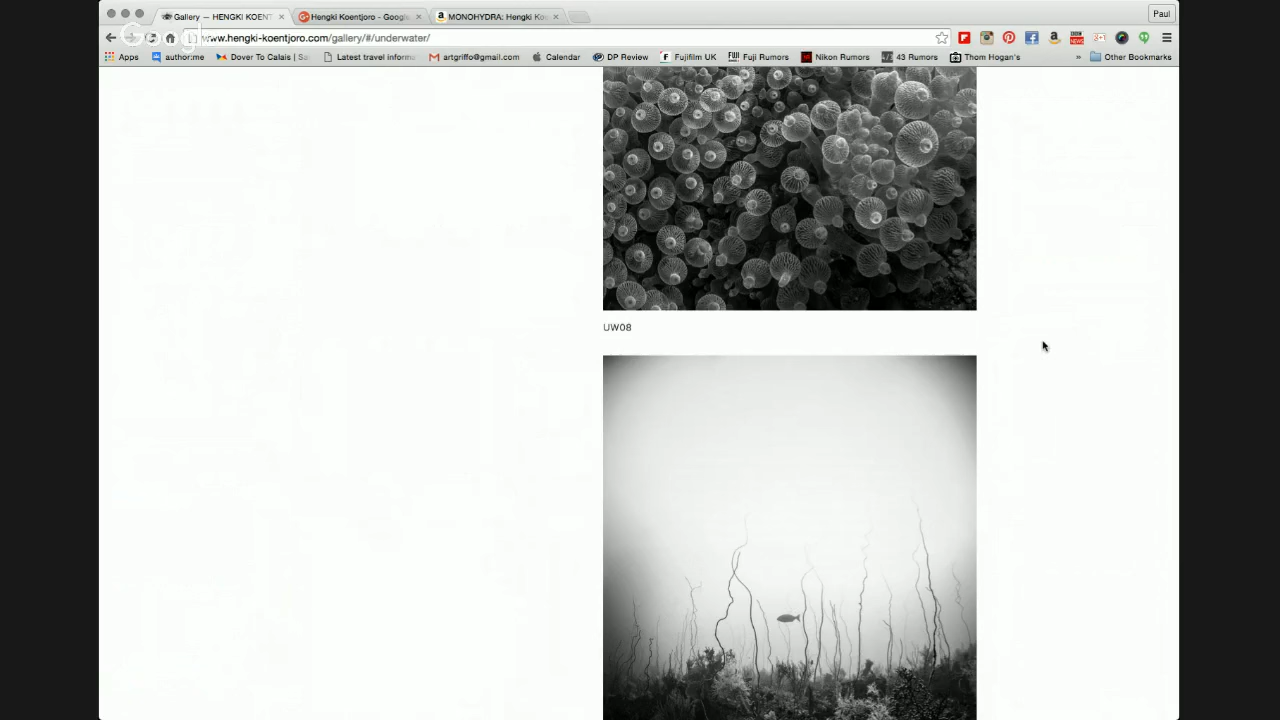 Gallery — HENGKI KOENT
Hengki Koentjoro - Google
MONOHYDRA: Hengki Ko
Paul
www.hengki-koentjoro.com/gallery/#/underwater/
Apps
author:me
Dover To Calais | Sa
Latest travel inform
artgriffo@gmail.com
Calendar
DP Review
Fujifilm UK
Fuji Rumors
Nikon Rumors
43 Rumors
Thom Hogan's
»
Other Bookmarks
UW08